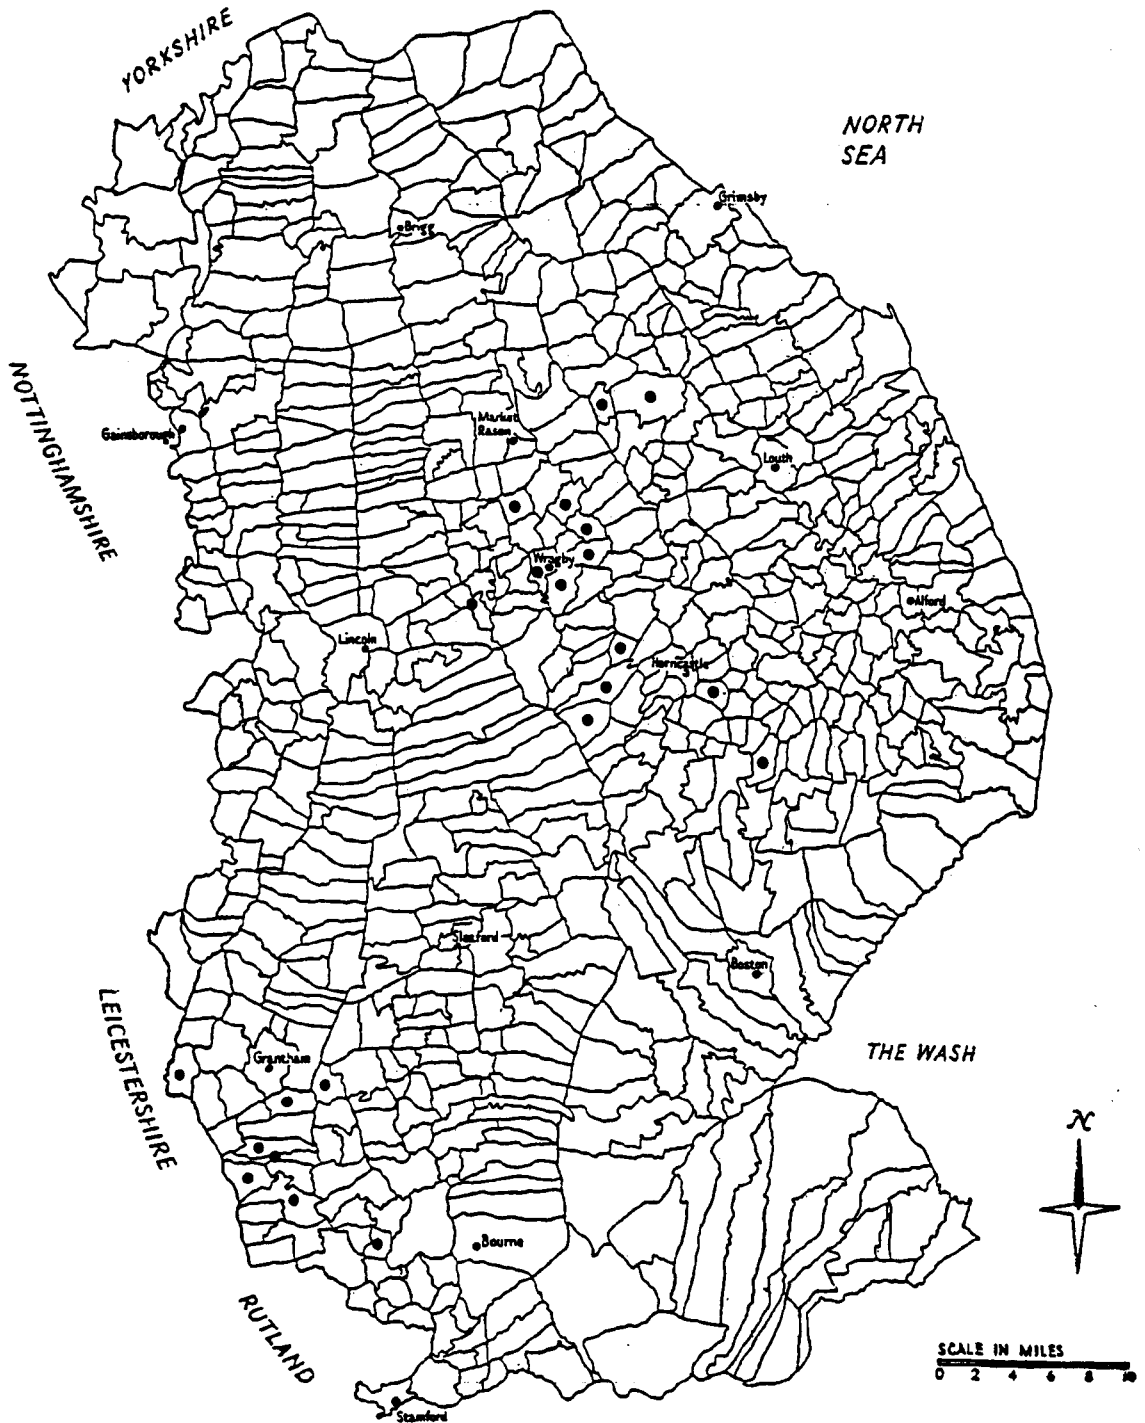 YORKSHIRE
NORTH
SEA
Grimsby
Brigg
NOTTINGHAMSHIRE
Market
Rasen
Gainsborough
Louth
Wragby
Alford
Lincoln
Horncastle
Sleaford
Boston
LEICESTERSHIRE
Grantham
THE WASH
N
Bourne
RUTLAND
SCALE IN MILES
0 2 4 6 8 10
Stamford